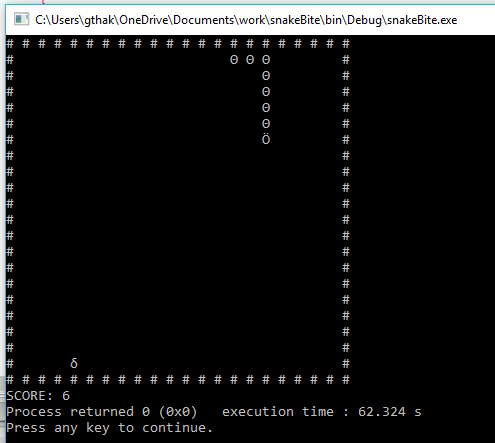 C:\Users\gthak\OneDrive\Documents\work\snakeBite\bin\Debug\snakeBite.exe
# # # # # # # # # # # # # # # # # # # # # #
#                           Θ Θ Θ         #
#                               Θ         #
#                               Θ         #
#                               Θ         #
#                               Θ         #
#                               Ö         #
#                                         #
#                                         #
#                                         #
#                                         #
#                                         #
#                                         #
#                                         #
#                                         #
#                                         #
#                                         #
#                                         #
#                                         #
#                                         #
#       δ                                 #
# # # # # # # # # # # # # # # # # # # # # #
SCORE: 6
Process returned 0 (0x0)   execution time : 62.324 s
Press any key to continue.